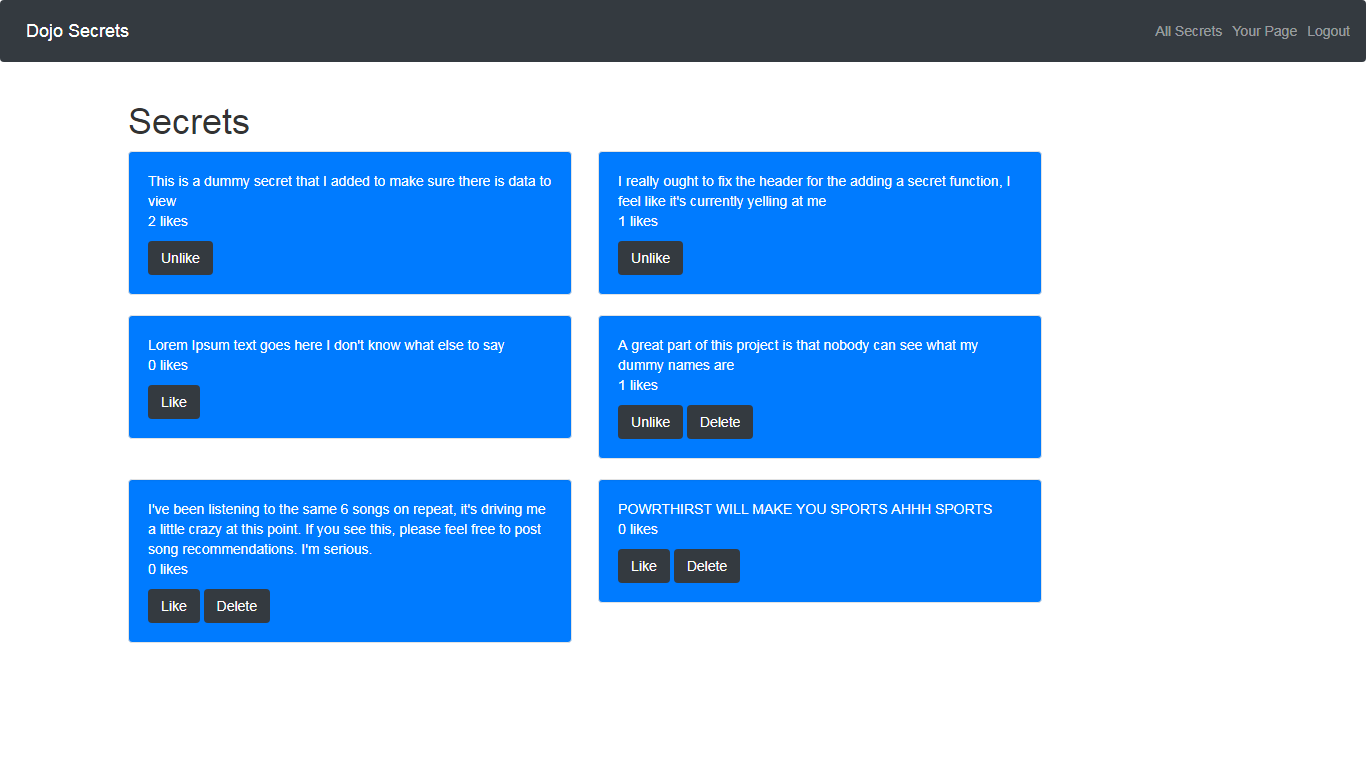 Dojo Secrets
All Secrets Your Page Logout
Secrets
This is a dummy secret that I added to make sure there is data to
view
2 likes
Unlike
I really ought to fix the header for the adding a secret function, I
feel like it's currently yelling at me
1 likes
Unlike
Lorem Ipsum text goes here I don't know what else to say
0 likes
Like
A great part of this project is that nobody can see what my
dummy names are
1 likes
Unlike Delete
I've been listening to the same 6 songs on repeat, it's driving me
a little crazy at this point. If you see this, please feel free to post
song recommendations. I'm serious.
0 likes
Like Delete
POWRTHIRST WILL MAKE YOU SPORTS AHHH SPORTS
0 likes
Like Delete